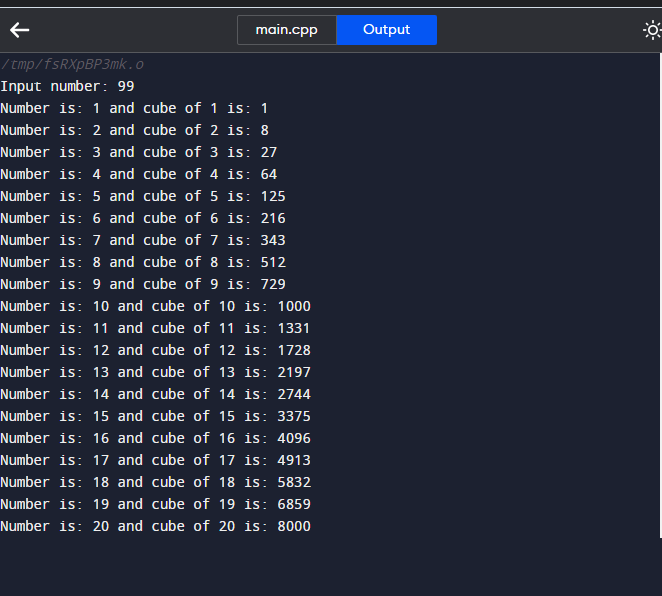 main.cpp Output
/tmp/fsRXpBP3mk.o
Input number: 99
Number is: 1 and cube of 1 is: 1
Number is: 2 and cube of 2 is: 8
Number is: 3 and cube of 3 is: 27
Number is: 4 and cube of 4 is: 64
Number is: 5 and cube of 5 is: 125
Number is: 6 and cube of 6 is: 216
Number is: 7 and cube of 7 is: 343
Number is: 8 and cube of 8 is: 512
Number is: 9 and cube of 9 is: 729
Number is: 10 and cube of 10 is: 1000
Number is: 11 and cube of 11 is: 1331
Number is: 12 and cube of 12 is: 1728
Number is: 13 and cube of 13 is: 2197
Number is: 14 and cube of 14 is: 2744
Number is: 15 and cube of 15 is: 3375
Number is: 16 and cube of 16 is: 4096
Number is: 17 and cube of 17 is: 4913
Number is: 18 and cube of 18 is: 5832
Number is: 19 and cube of 19 is: 6859
Number is: 20 and cube of 20 is: 8000